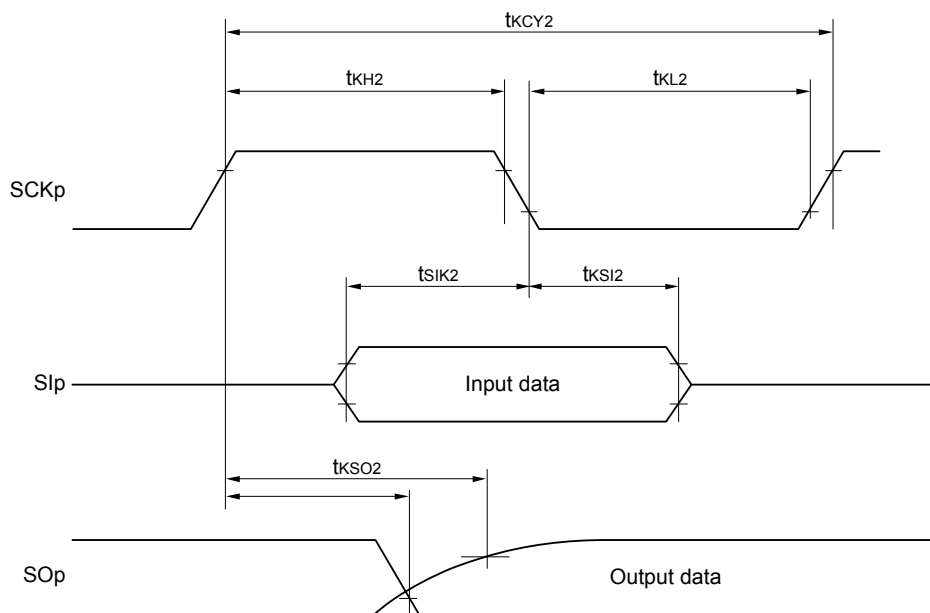 tKCY2
tKH2
tKL2
SCKp
tSIK2
tKSI2
SIp
Input data
tKSO2
SOp
Output data